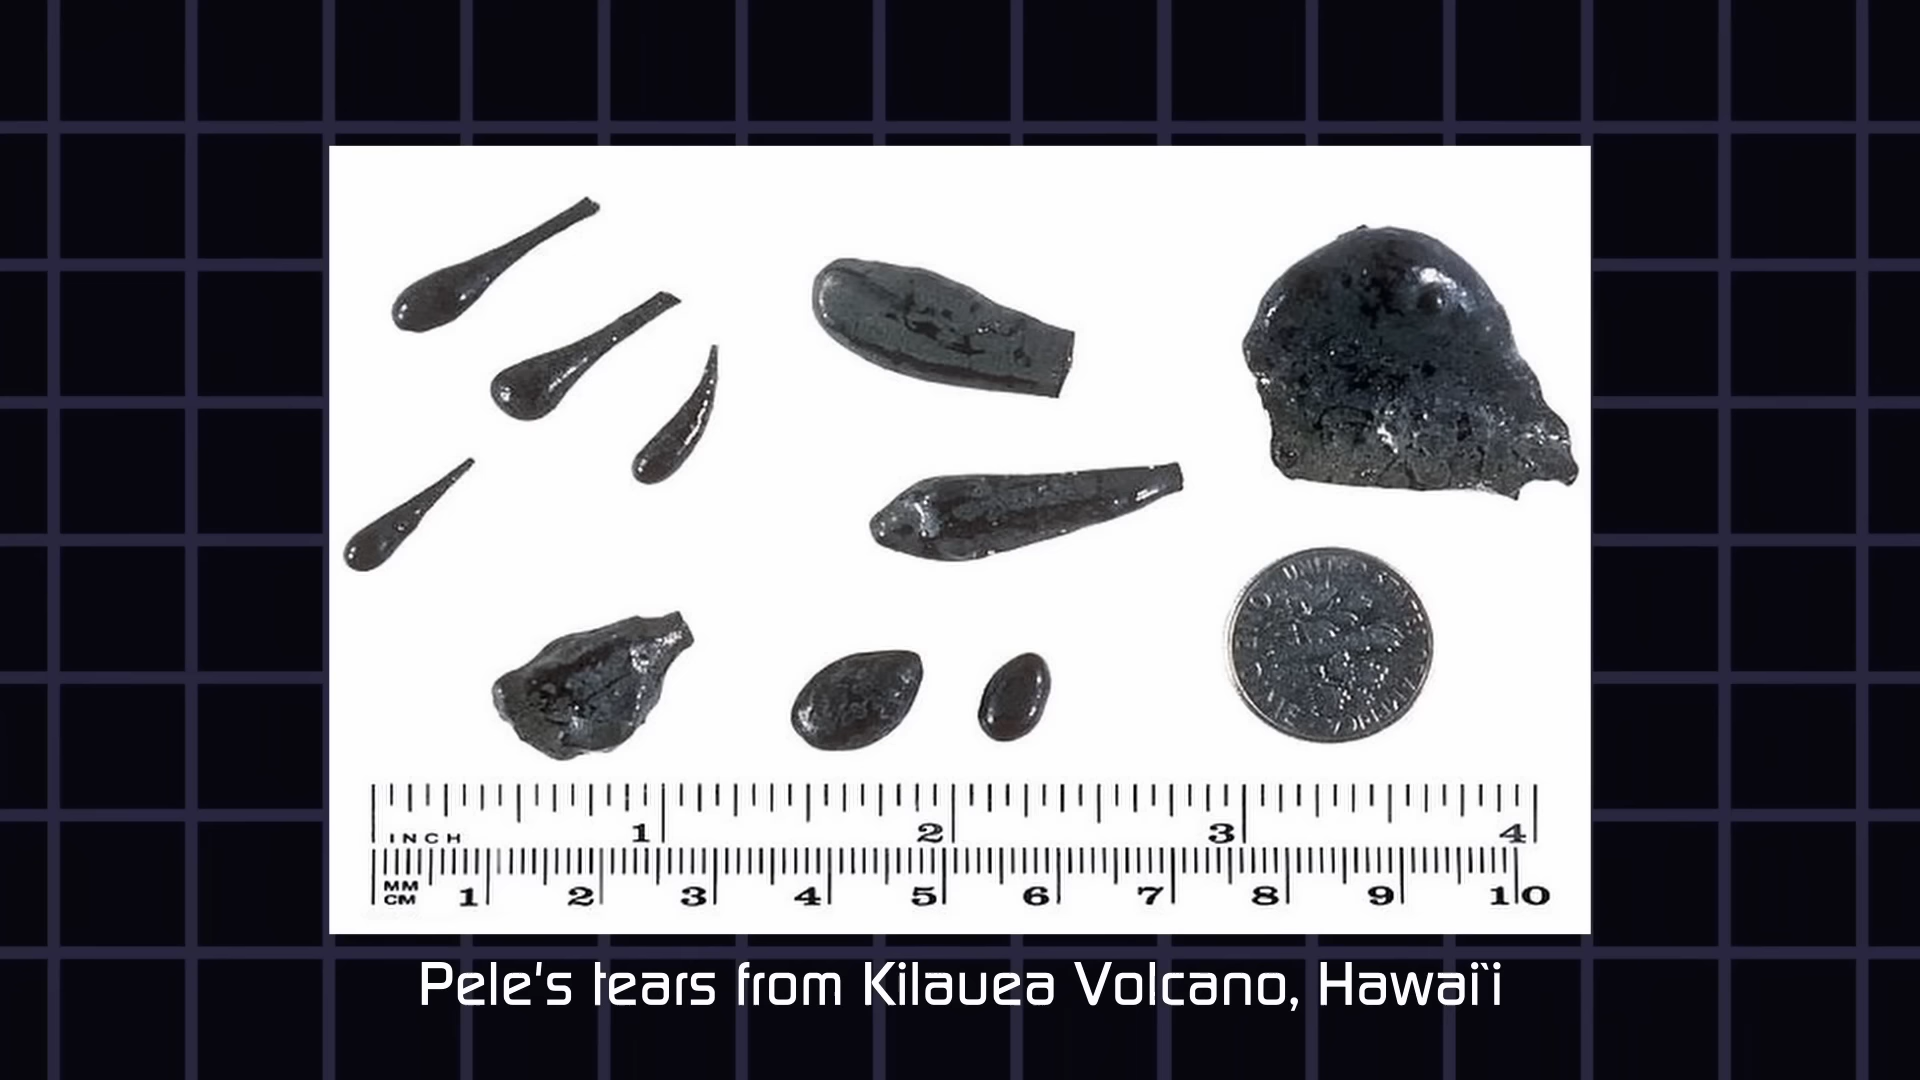 UNITED S
INCH 1 2 3 4
MM
CM 1 2 3 4 5 6 7 8 9 10
Pele's tears from Kilauea Volcano, Hawai`i